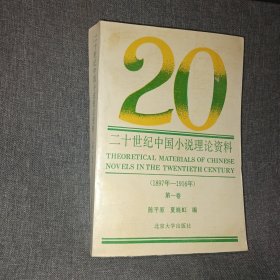 20
二十世纪中国小说理论资料
THEORETICAL MATERIALS OF CHINESE
NOVELS IN THE TWENTIETH CENTURY
(1897年—1916年)
第一卷
陈平原 夏晓虹 编
北京大学出版社